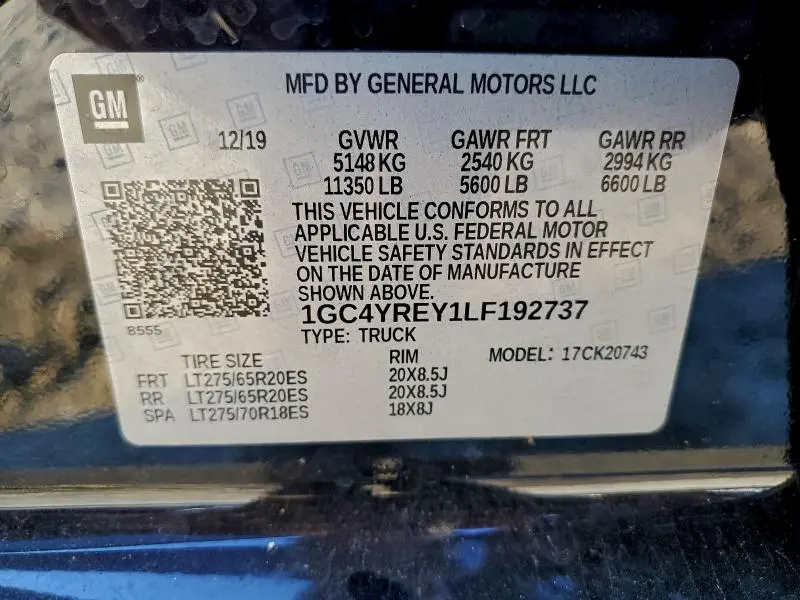 GM
MFD BY GENERAL MOTORS LLC
12/19 GVWR GAWR FRT GAWR RR
5148 KG 2540 KG 2994 KG
11350 LB 5600 LB 6600 LB
THIS VEHICLE CONFORMS TO ALL
APPLICABLE U.S. FEDERAL MOTOR
VEHICLE SAFETY STANDARDS IN EFFECT
ON THE DATE OF MANUFACTURE
SHOWN ABOVE.
8555
1GC4YREY1LF192737
TYPE: TRUCK
TIRE SIZE RIM MODEL: 17CK20743
FRT LT275/65R20ES 20X8.5J
RR LT275/65R20ES 20X8.5J
SPA LT275/70R18ES 18X8J